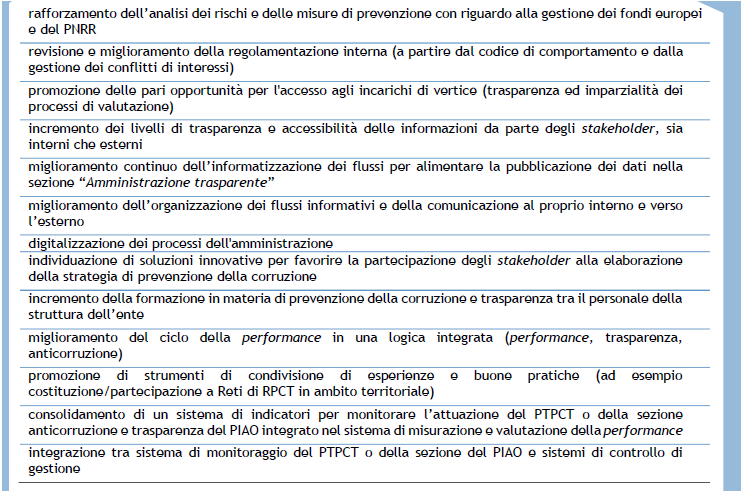 rafforzamento dell’analisi dei rischi e delle misure di prevenzione con riguardo alla gestione dei fondi europei
e del PNRR
revisione e miglioramento della regolamentazione interna (a partire dal codice di comportamento e dalla
gestione dei conflitti di interessi)
promozione delle pari opportunità per l'accesso agli incarichi di vertice (trasparenza ed imparzialità dei
processi di valutazione)
incremento dei livelli di trasparenza e accessibilità delle informazioni da parte degli stakeholder, sia
interni che esterni
miglioramento continuo dell’informatizzazione dei flussi per alimentare la pubblicazione dei dati nella
sezione “Amministrazione trasparente”
miglioramento dell’organizzazione dei flussi informativi e della comunicazione al proprio interno e verso
l’esterno
digitalizzazione dei processi dell'amministrazione
individuazione di soluzioni innovative per favorire la partecipazione degli stakeholder alla elaborazione
della strategia di prevenzione della corruzione
incremento della formazione in materia di prevenzione della corruzione e trasparenza tra il personale della
struttura dell’ente
miglioramento del ciclo della performance in una logica integrata (performance, trasparenza,
anticorruzione)
promozione di strumenti di condivisione di esperienze e buone pratiche (ad esempio
costituzione/partecipazione a Reti di RPCT in ambito territoriale)
consolidamento di un sistema di indicatori per monitorare l’attuazione del PTPCT o della sezione
anticorruzione e trasparenza del PIAO integrato nel sistema di misurazione e valutazione della performance
integrazione tra sistema di monitoraggio del PTPCT o della sezione del PIAO e sistemi di controllo di
gestione